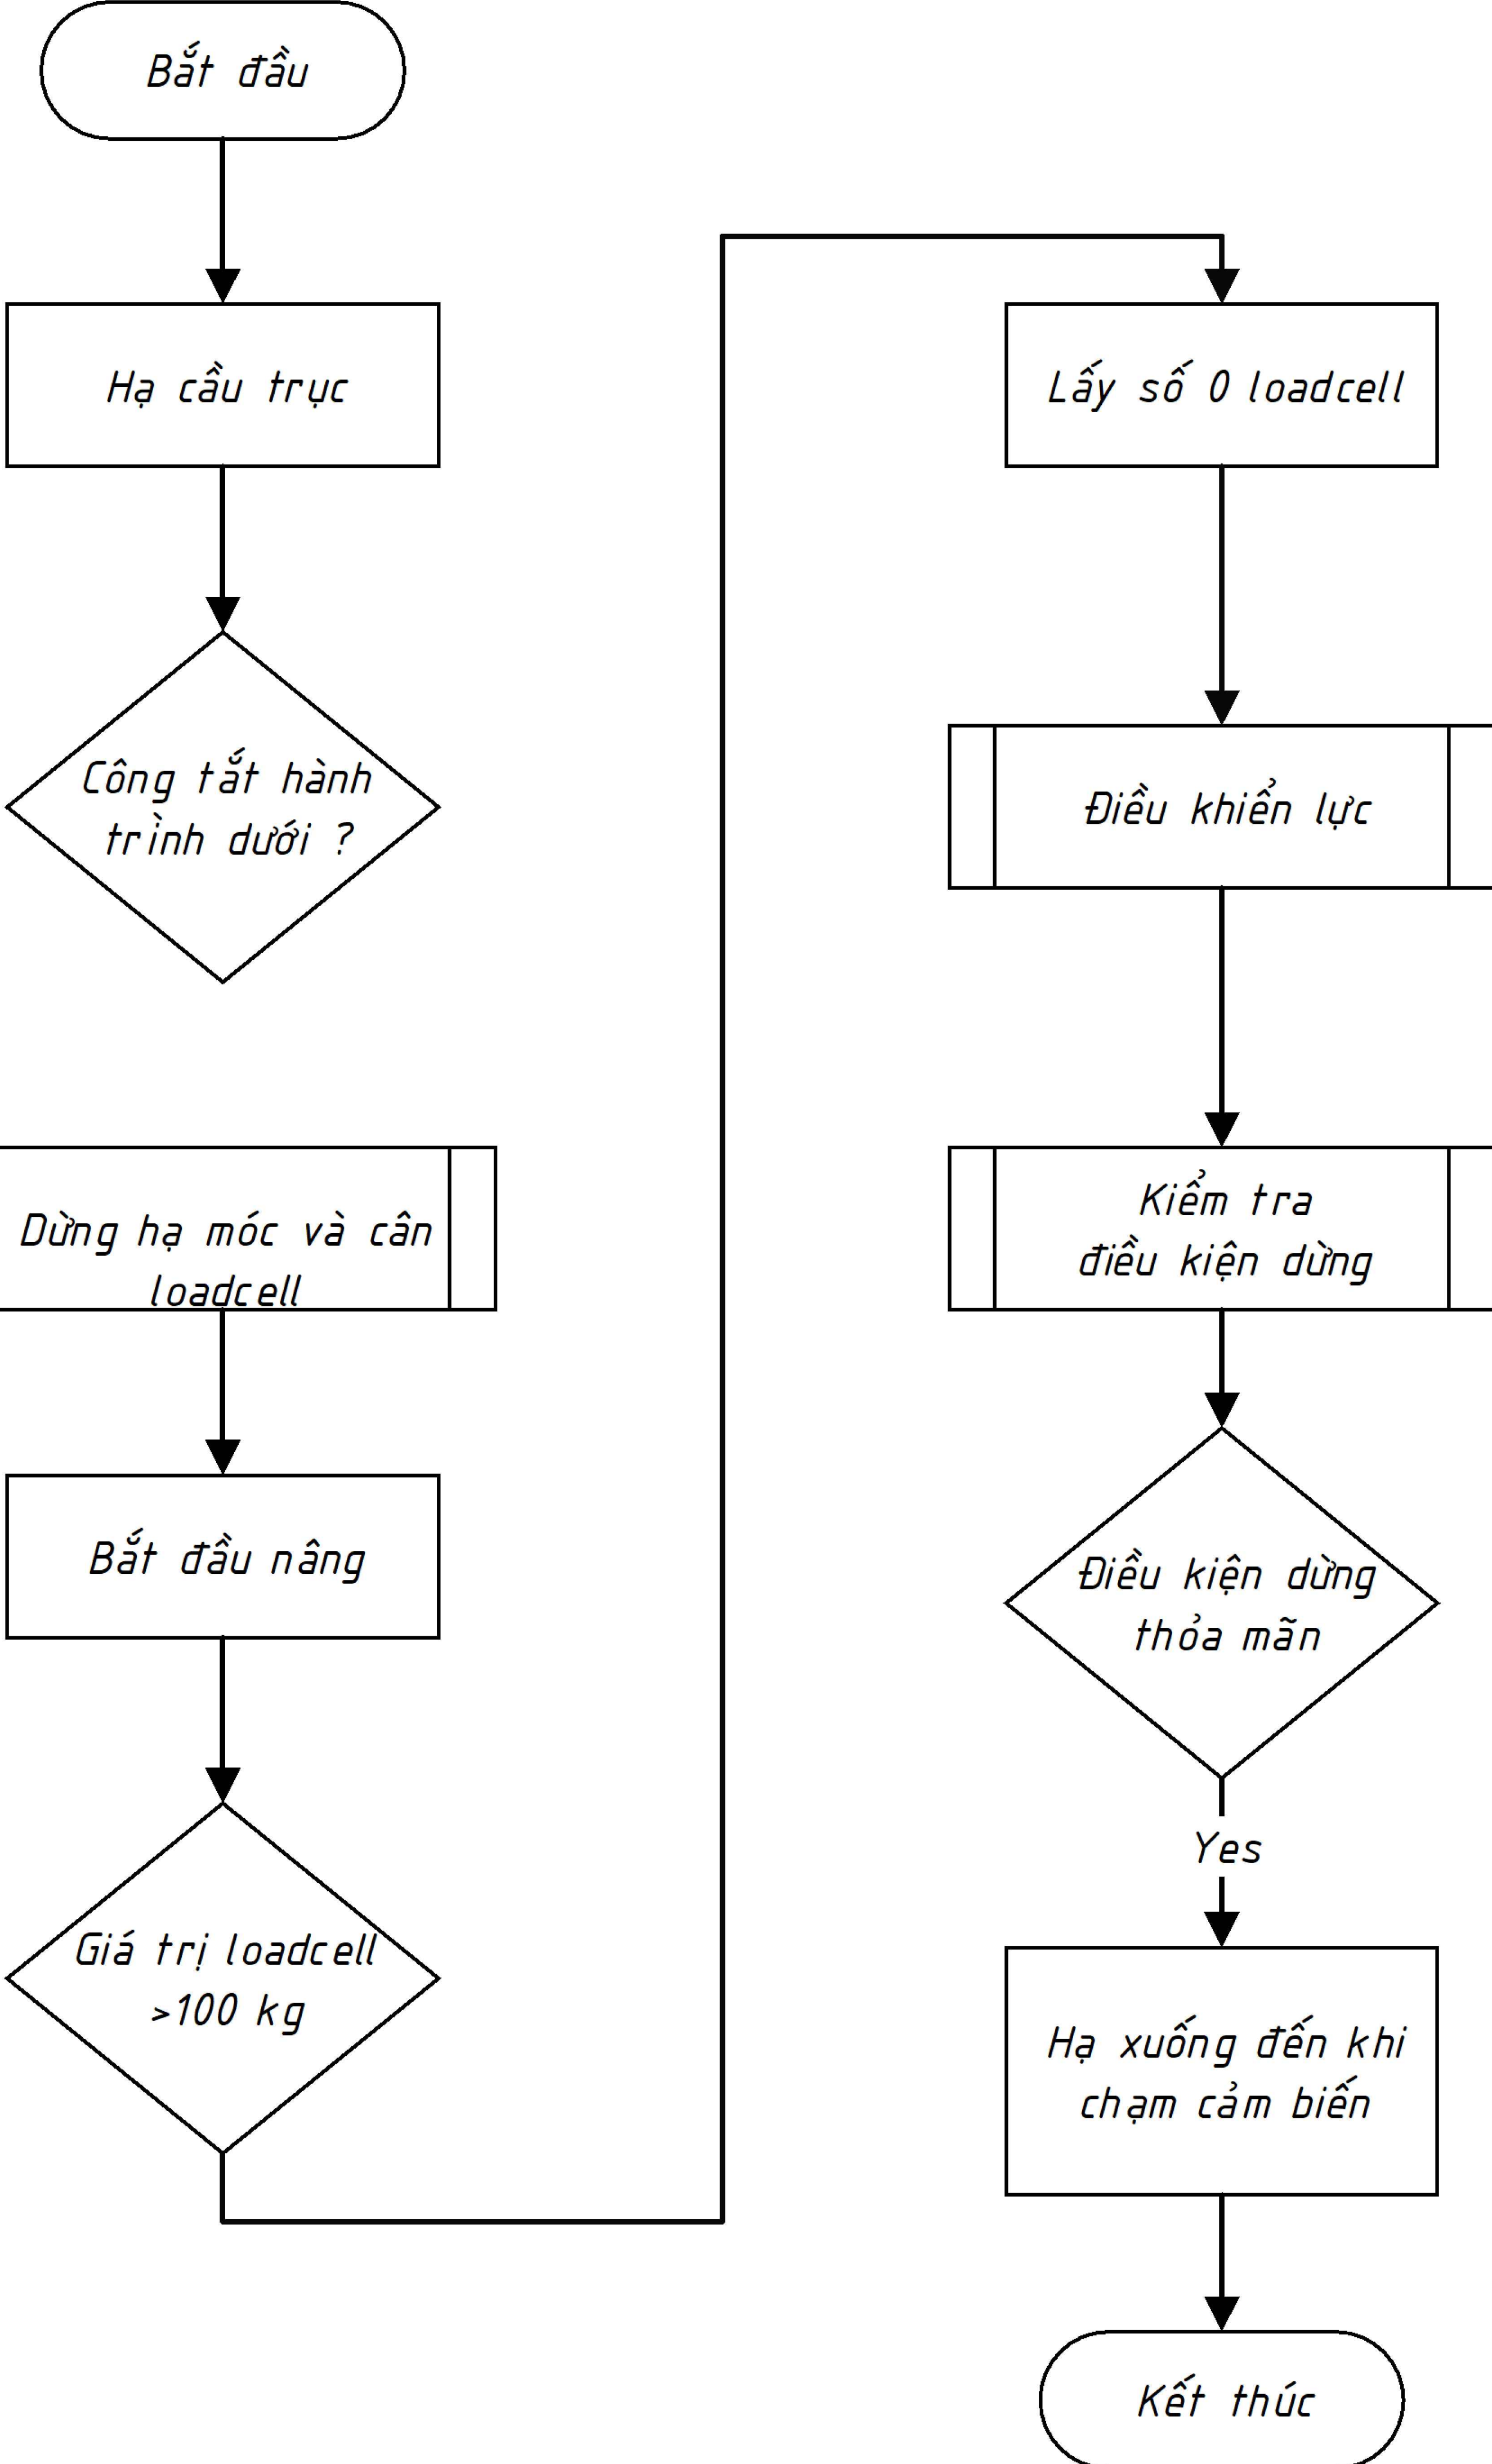 Bắt đầu
Hạ cầu trục
Công tắt hành
trình dưới ?
Dừng hạ móc và cân
loadcell
Bắt đầu nâng
Giá trị loadcell
>100 kg
Lấy số 0 loadcell
Điều khiển lực
Kiểm tra
điều kiện dừng
Điều kiện dừng
thỏa mãn
Yes
Hạ xuống đến khi
chạm cảm biến
Kết thúc